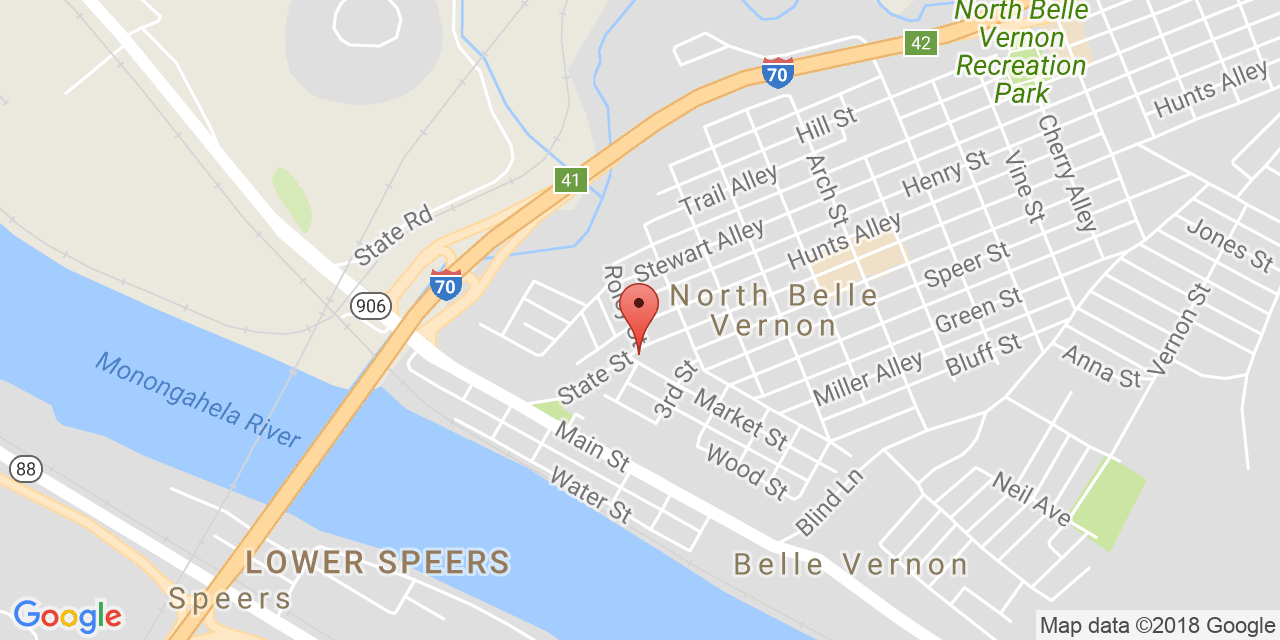 North Belle
Vernon
Recreation
Park
42
70
Hunts Alley
Hill St
Cherry Alley
41
Arch St
Henry St
Vine St
Trail Alley
State Rd
Stewart Alley
Hunts Alley
Speer St
Jones St
70
906
North Belle
Vernon
Green St
Vernon St
Bluff St
Anna St
Miller Alley
State St
3rd St
Monongahela River
Market St
Main St
88
Wood St
Water St
Blind Ln
Neil Ave
LOWER SPEERS
Speers
Belle Vernon
Google
Map data ©2018 Google